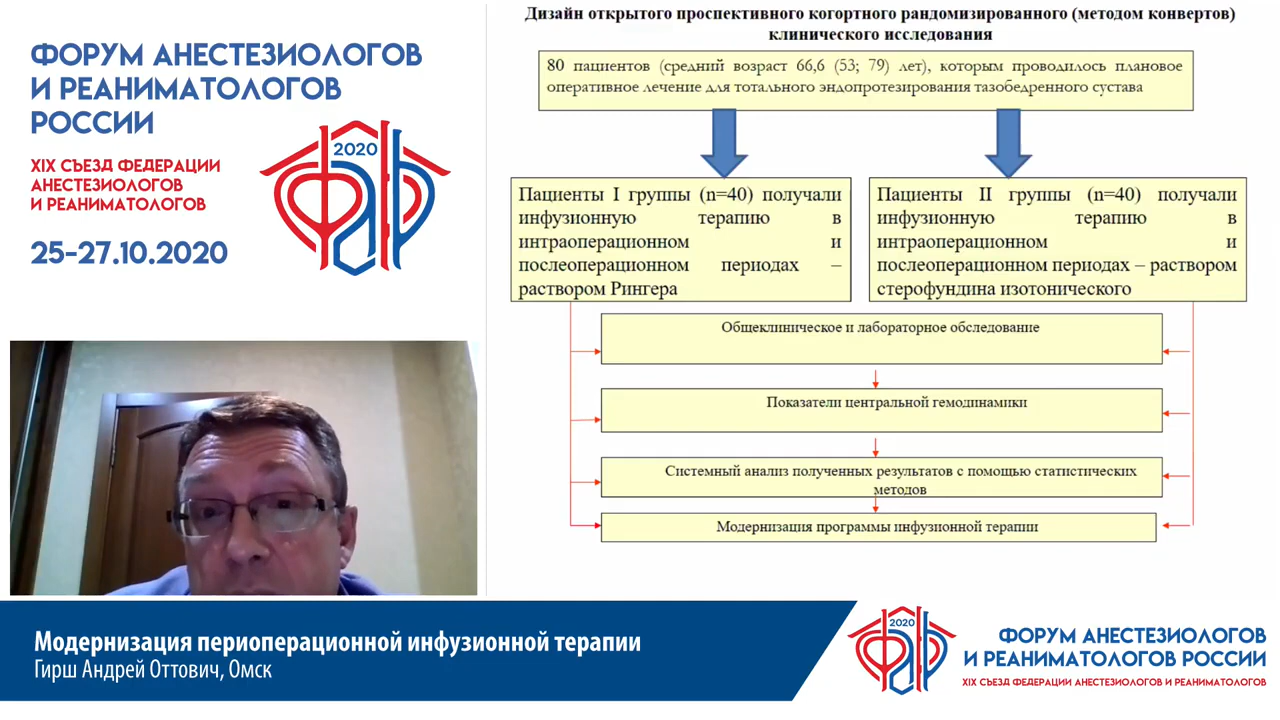 ФОРУМ АНЕСТЕЗИОЛОГОВ
И РЕАНИМАТОЛОГОВ
РОССИИ
XIX СЪЕЗД ФЕДЕРАЦИИ
АНЕСТЕЗИОЛОГОВ
И РЕАНИМАТОЛОГОВ
25-27.10.2020
2020
ФАР
Дизайн открытого проспективного когортного рандомизированного (методом конвертов)
клинического исследования
80 пациентов (средний возраст 66,6 (53; 79) лет), которым проводилось плановое
оперативное лечение для тотального эндопротезирования тазобедренного сустава
Пациенты I группы (n=40) получали
инфузионную терапию в
интраоперационном и
послеоперационном периодах –
раствором Рингера
Пациенты II группы (n=40) получали
инфузионную терапию в
интраоперационном и
послеоперационном периодах – раствором
стерофундина изотонического
Общеклиническое и лабораторное обследование
Показатели центральной гемодинамики
Системный анализ полученных результатов с помощью статистических
методов
Модернизация программы инфузионной терапии
Модернизация периоперационной инфузионной терапии
Гирш Андрей Оттович, Омск
2020
ФАР
ФОРУМ АНЕСТЕЗИОЛОГОВ
И РЕАНИМАТОЛОГОВ РОССИИ
XIX СЪЕЗД ФЕДЕРАЦИИ АНЕСТЕЗИОЛОГОВ И РЕАНИМАТОЛОГОВ